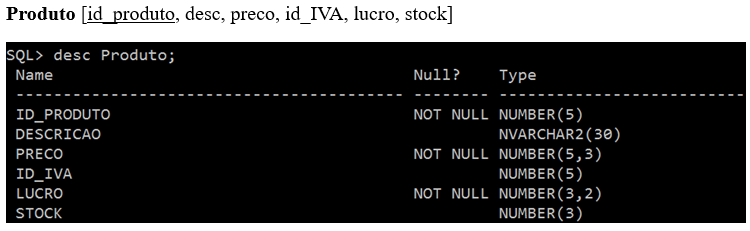 Produto [id_produto, desc, preco, id_IVA, lucro, stock]
SQL> desc Produto;
Name Null? Type
----------------------------------------- -------- ----------------------------
ID_PRODUTO NOT NULL NUMBER(5)
DESCRICAO NVARCHAR2(30)
PRECO NOT NULL NUMBER(5,3)
ID_IVA NUMBER(5)
LUCRO NOT NULL NUMBER(3,2)
STOCK NUMBER(3)